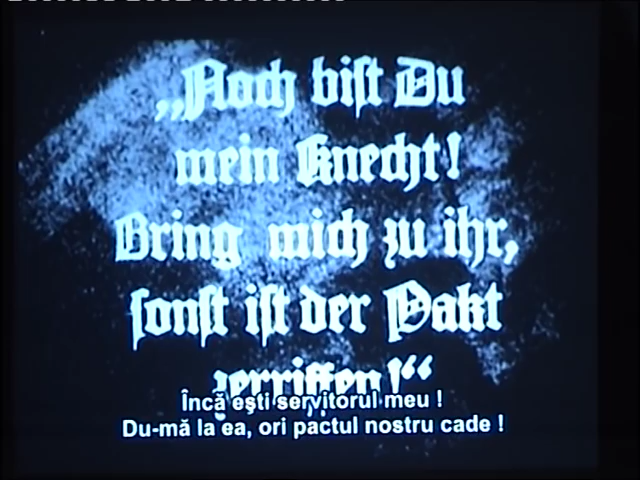 „Noch bist Du
mein Knecht!
Bring mich zu ihr,
sonst ist der Pakt
zerrissen!“
Încă ești servitorul meu !
Du-mă la ea, ori pactul nostru cade !